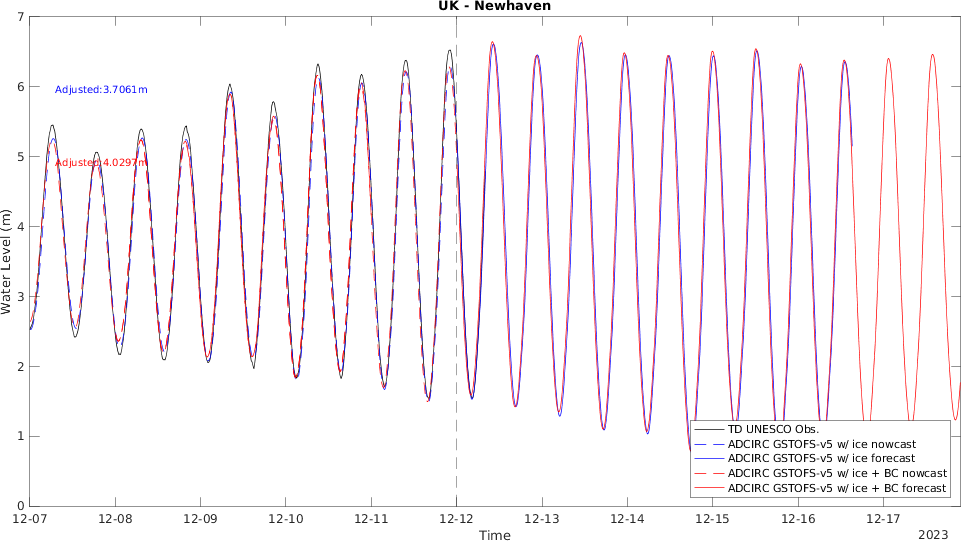 UK - Newhaven
7
6
5
4
3
2
1
0
Water Level (m)
Adjusted:3.7061m
Adjusted:4.0297m
TD UNESCO Obs.
ADCIRC GSTOFS-v5 w/ ice nowcast
ADCIRC GSTOFS-v5 w/ ice forecast
ADCIRC GSTOFS-v5 w/ ice + BC nowcast
ADCIRC GSTOFS-v5 w/ ice + BC forecast
12-07 12-08 12-09 12-10 12-11 12-12 12-13 12-14 12-15 12-16 12-17
Time
2023